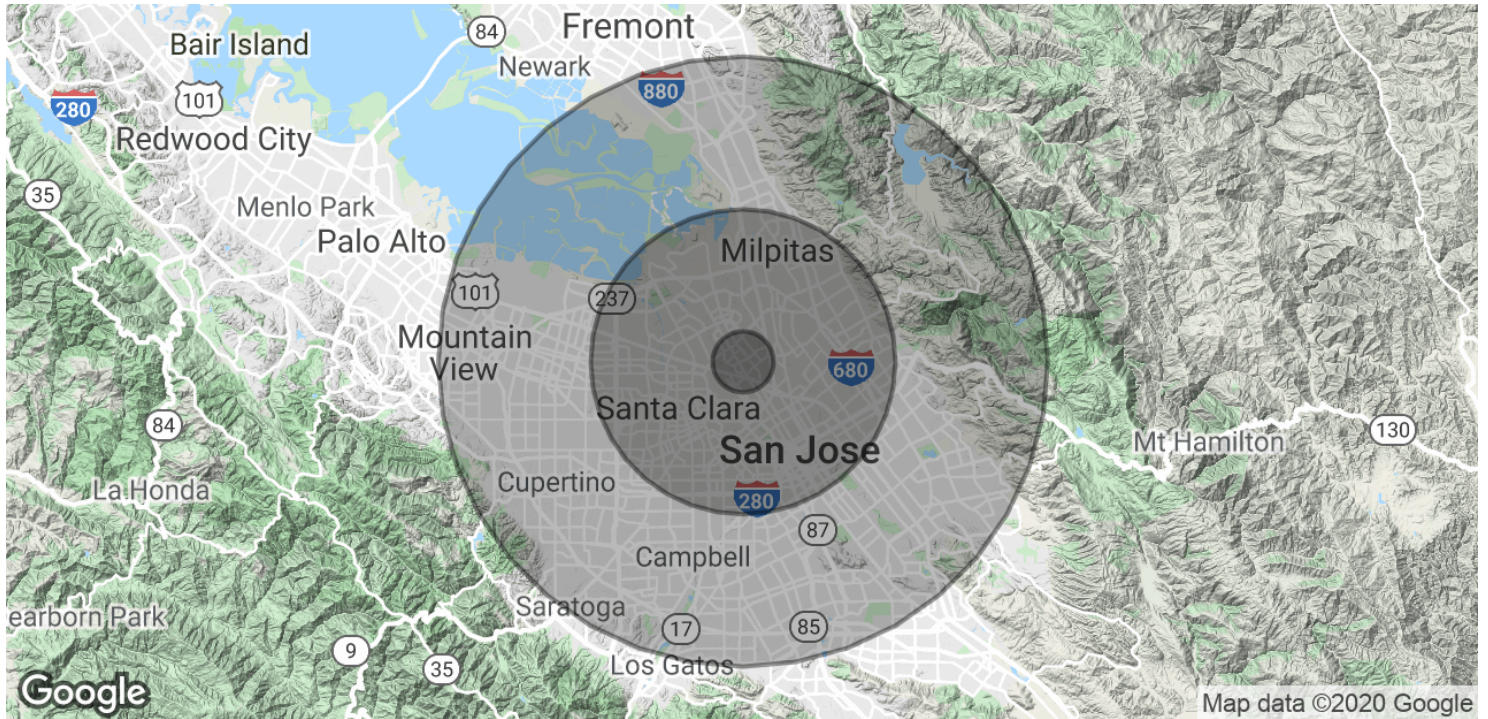 Fremont
84
Bair Island
Newark
101
880
280
Redwood City
35
Menlo Park
Palo Alto
Milpitas
101
237
Mountain
View
680
Santa Clara
84
130
Mt Hamilton
San Jose
Cupertino
La Honda
280
87
Campbell
Saratoga
earborn Park
17
85
9
35
Los Gatos
Google
Map data ©2020 Google